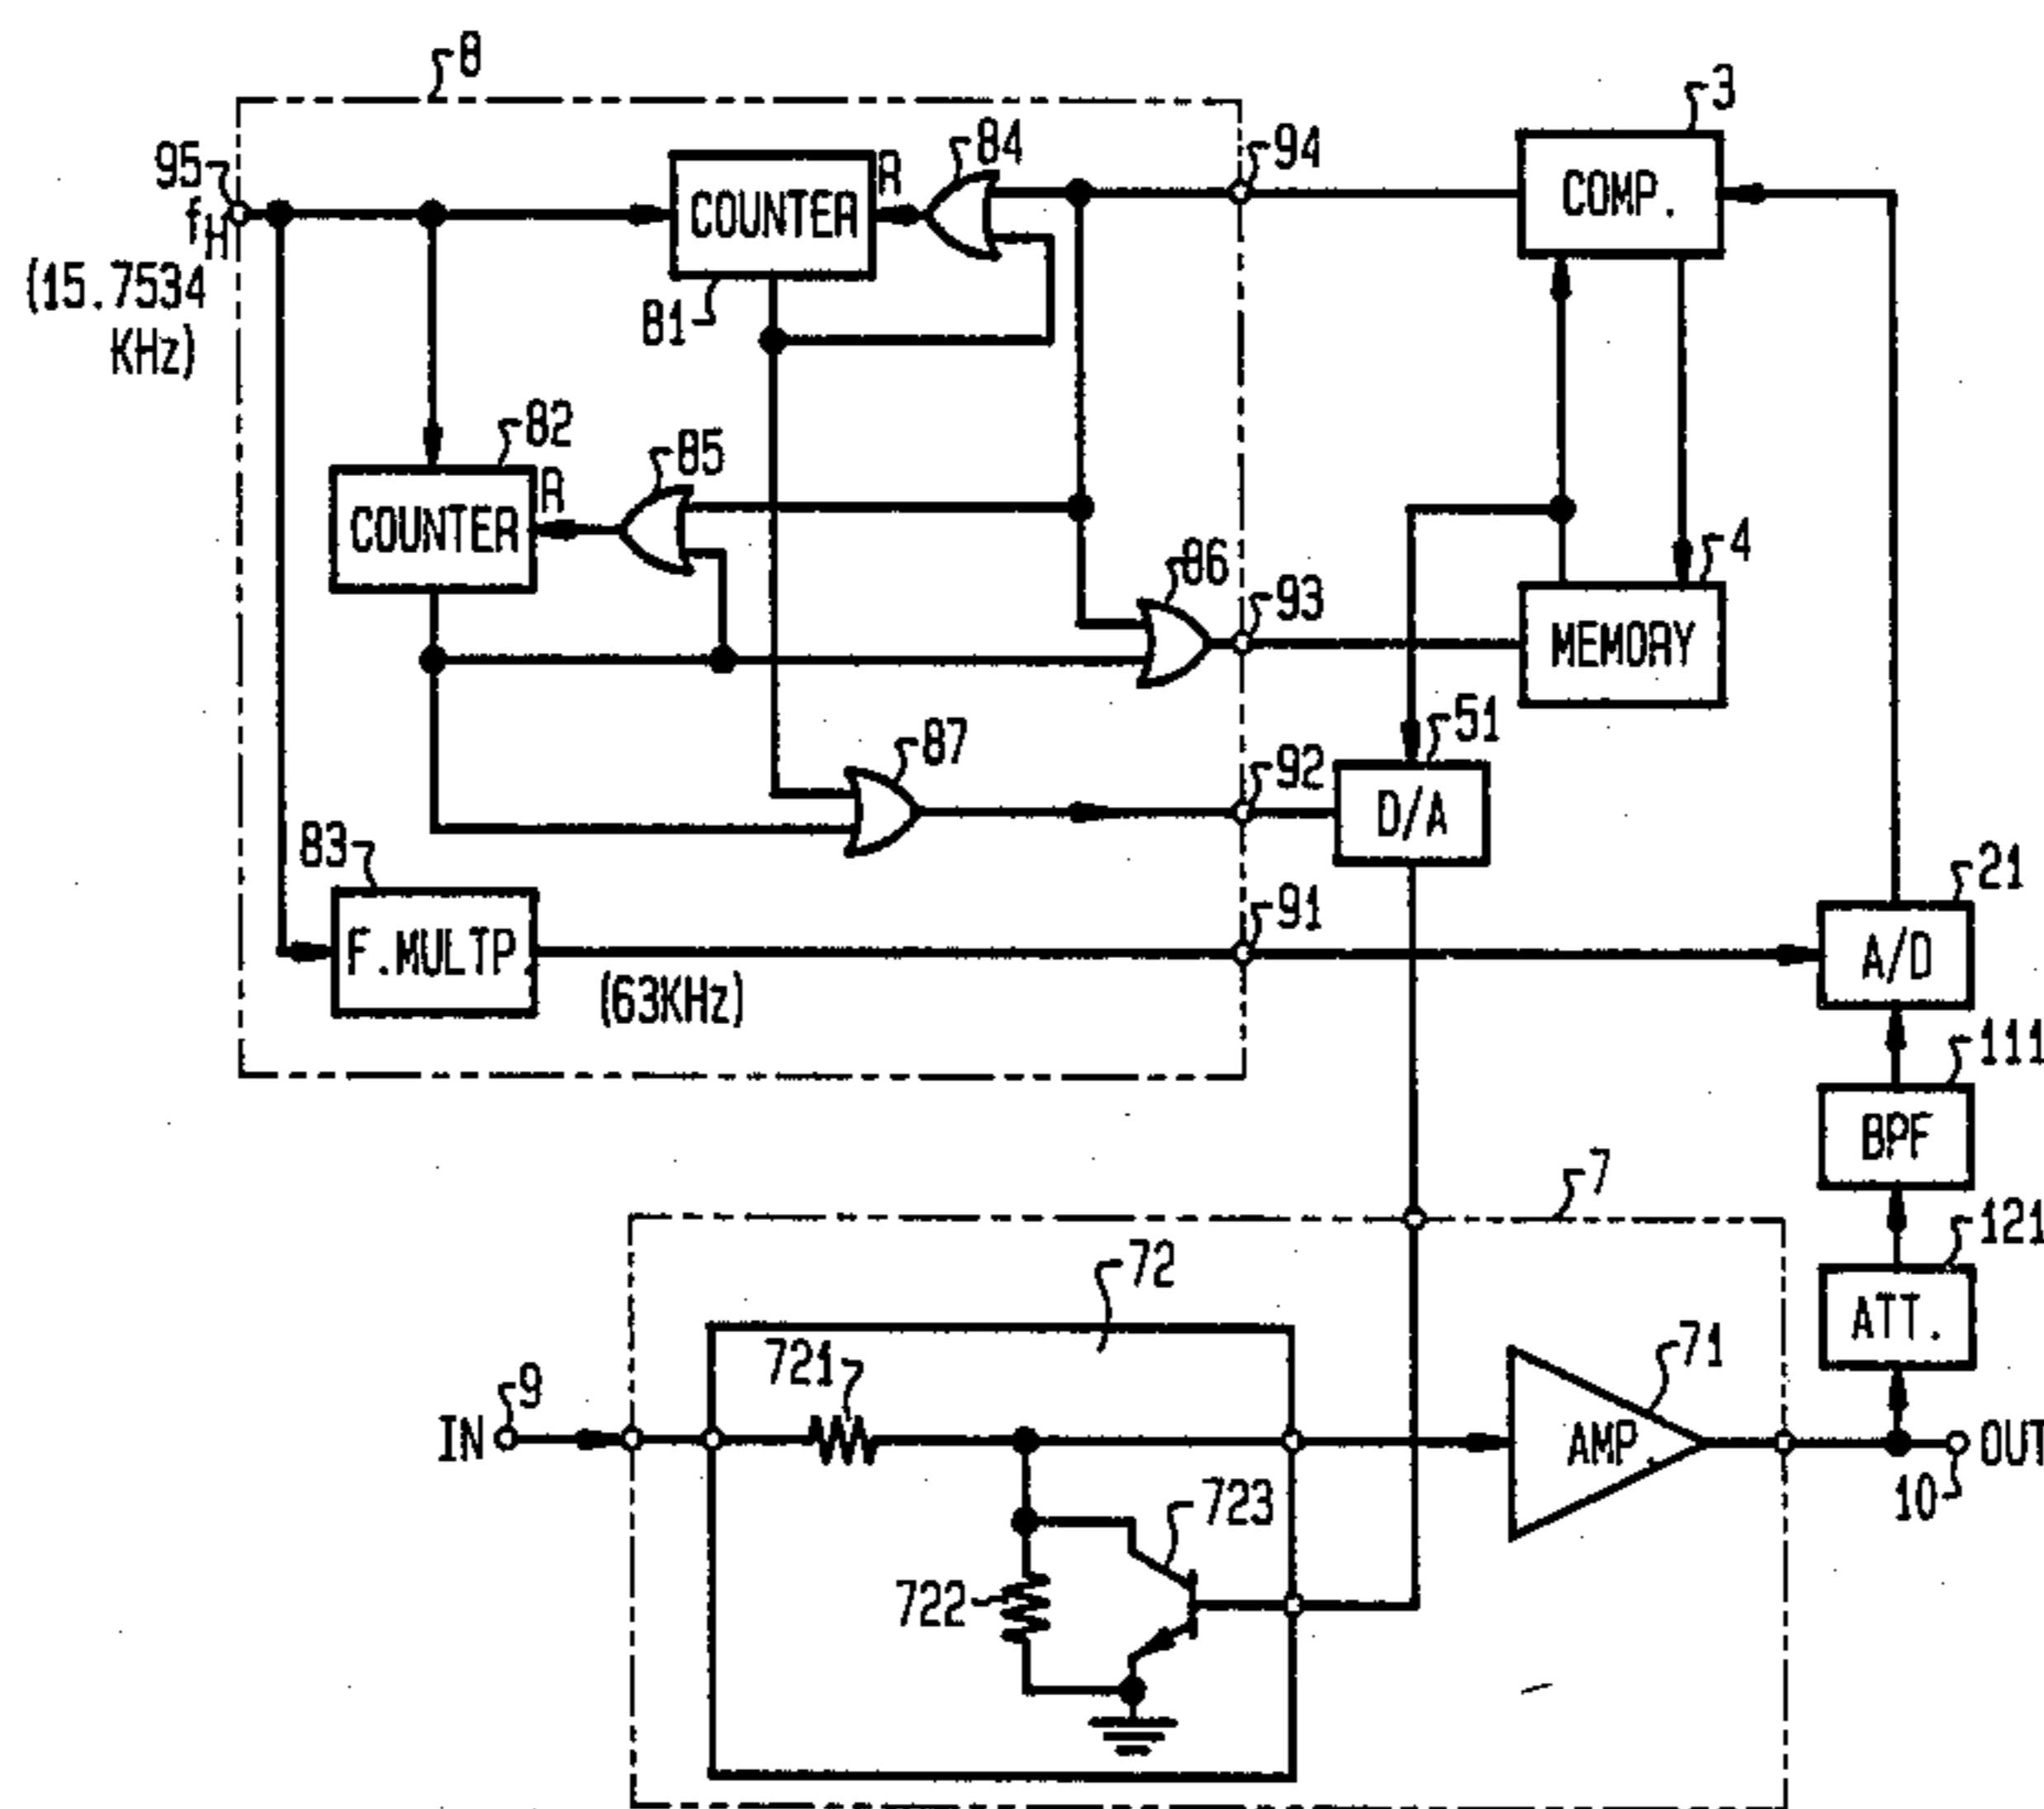 8
3
95
fH
(15.7534
KHz)
COUNTER
R
84
94
COMP.
81
82
COUNTER
R
85
86
93
4
MEMORY
87
92
51
D/A
83
F.MULTP.
(63KHz)
91
21
A/D
111
BPF
7
121
ATT.
72
721
9
IN
71
AMP.
OUT
10
723
722